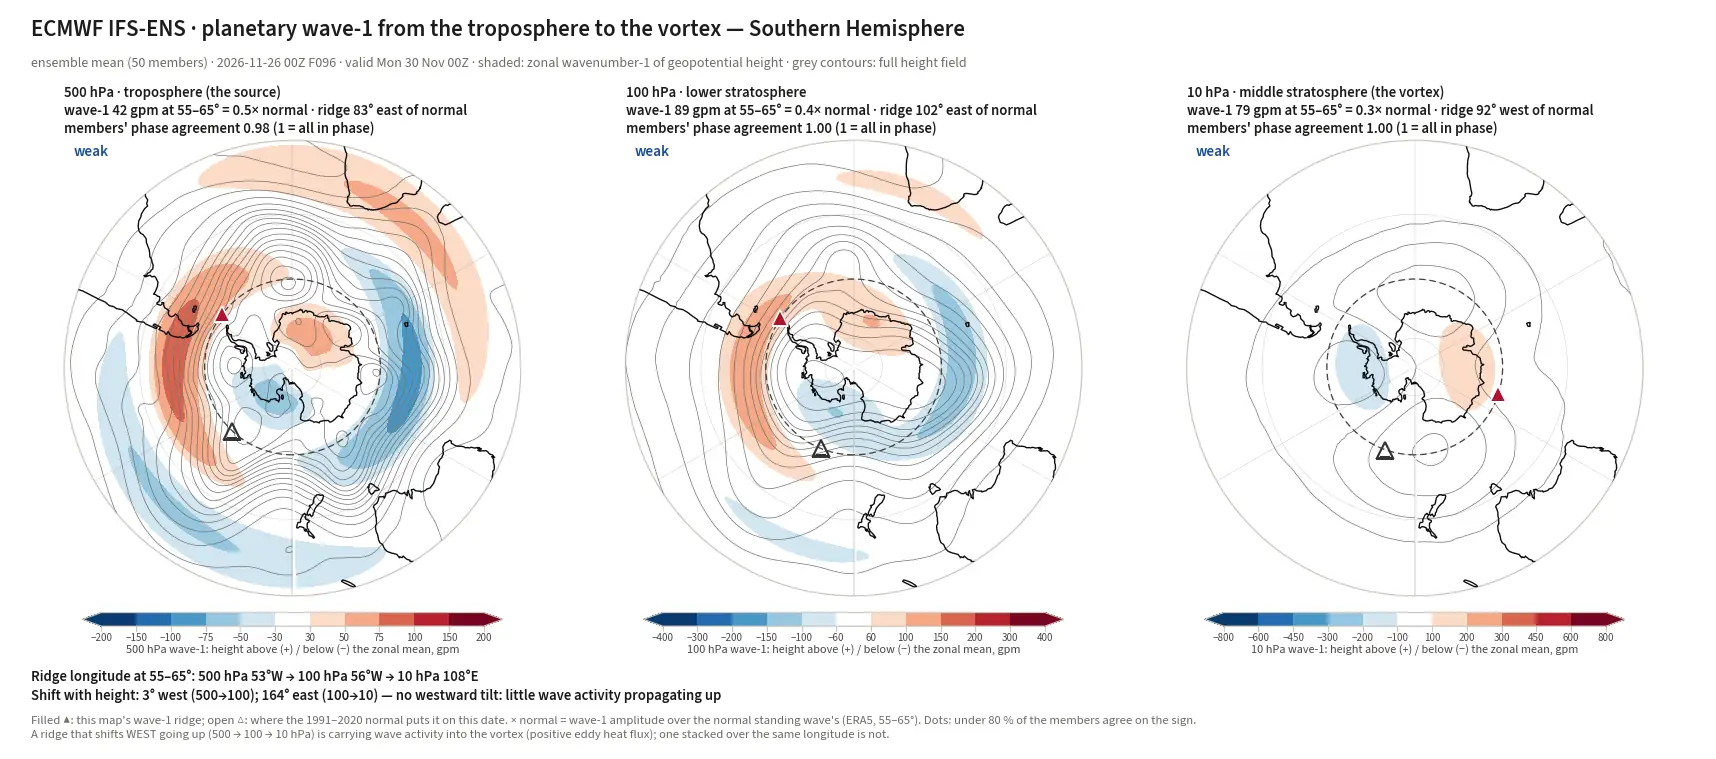 ECMWF IFS-ENS · planetary wave-1 from the troposphere to the vortex — Southern Hemisphere
ensemble mean (50 members) · 2026-11-26 00Z F096 · valid Mon 30 Nov 00Z · shaded: zonal wavenumber-1 of geopotential height · grey contours: full height field
500 hPa · troposphere (the source)
wave-1 42 gpm at 55–65° = 0.5× normal · ridge 83° east of normal
members' phase agreement 0.98 (1 = all in phase)
weak
100 hPa · lower stratosphere
wave-1 89 gpm at 55–65° = 0.4× normal · ridge 102° east of normal
members' phase agreement 1.00 (1 = all in phase)
weak
10 hPa · middle stratosphere (the vortex)
wave-1 79 gpm at 55–65° = 0.3× normal · ridge 92° west of normal
members' phase agreement 1.00 (1 = all in phase)
weak
−200 −150 −100 −75 −50 −30 30 50 75 100 150 200
500 hPa wave-1: height above (+) / below (−) the zonal mean, gpm
−400 −300 −200 −150 −100 −60 60 100 150 200 300 400
100 hPa wave-1: height above (+) / below (−) the zonal mean, gpm
−800 −600 −450 −300 −200 −100 100 200 300 450 600 800
10 hPa wave-1: height above (+) / below (−) the zonal mean, gpm
Ridge longitude at 55–65°: 500 hPa 53°W → 100 hPa 56°W → 10 hPa 108°E
Shift with height: 3° west (500→100); 164° east (100→10) — no westward tilt: little wave activity propagating up
Filled ▲: this map's wave-1 ridge; open △: where the 1991–2020 normal puts it on this date. × normal = wave-1 amplitude over the normal standing wave's (ERA5, 55–65°). Dots: under 80 % of the members agree on the sign.
A ridge that shifts WEST going up (500 → 100 → 10 hPa) is carrying wave activity into the vortex (positive eddy heat flux); one stacked over the same longitude is not.